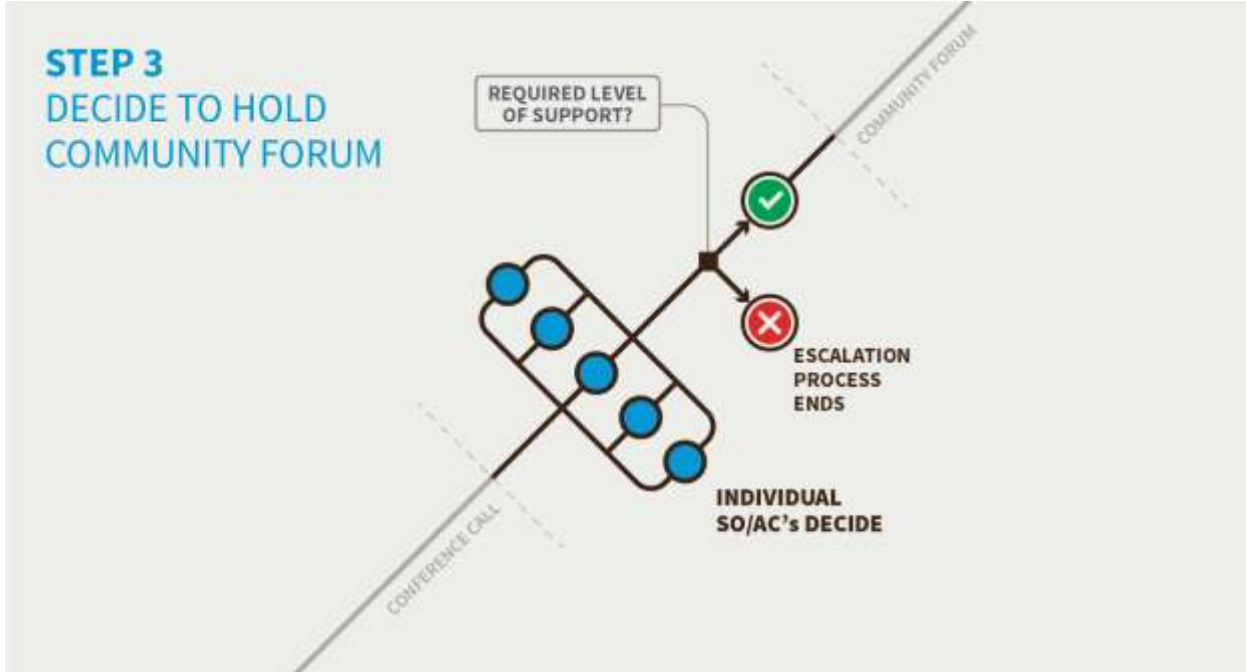 STEP 3
DECIDE TO HOLD
COMMUNITY FORUM
REQUIRED LEVEL
OF SUPPORT?
COMMUNITY FORUM
ESCALATION
PROCESS
ENDS
INDIVIDUAL
SO/AC's DECIDE
CONFERENCE CALL